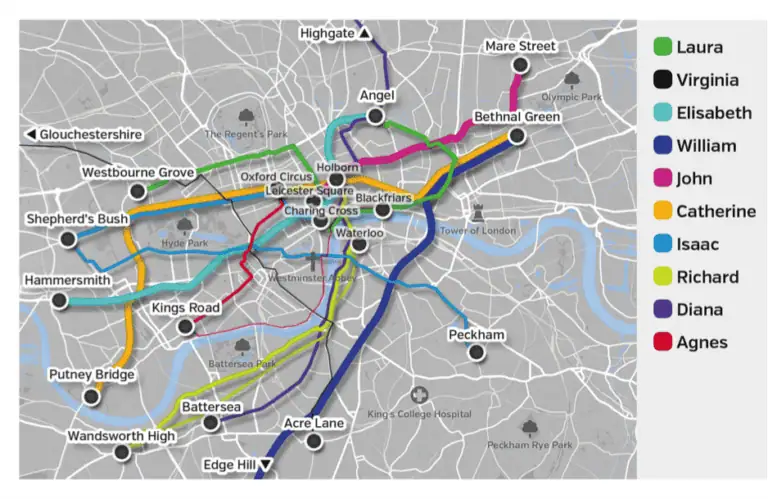 Highgate ▲
Mare Street
Olympic Park
Angel
Bethnal Green
◀ Glouchestershire
The Regent's Park
Westbourne Grove
Holborn
Oxford Circus
Leicester Square
Blackfriars
Charing Cross
Shepherd's Bush
Hyde Park
Waterloo
Tower of London
Westminster Abbey
Hammersmith
Kings Road
Peckham
Battersea Park
Putney Bridge
Battersea
King's College Hospital
Acre Lane
Wandsworth High
Peckham Rye Park
Edge Hill ▼
Laura
Virginia
Elisabeth
William
John
Catherine
Isaac
Richard
Diana
Agnes